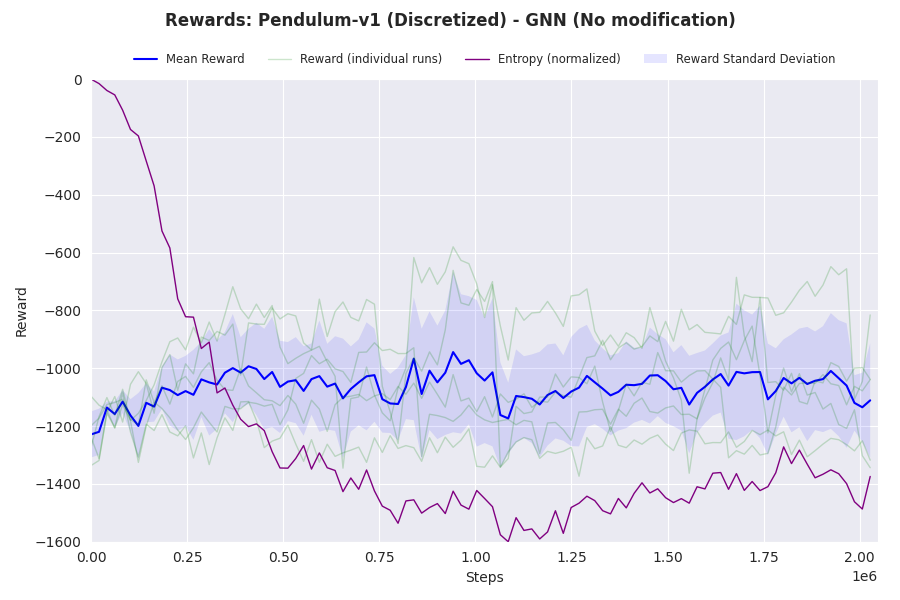 Rewards: Pendulum-v1 (Discretized) - GNN (No modification)
Mean Reward Reward (individual runs) Entropy (normalized) Reward Standard Deviation
0
−200
−400
−600
−800
−1000
−1200
−1400
−1600
Reward
0.00 0.25 0.50 0.75 1.00 1.25 1.50 1.75 2.00
Steps
1e6